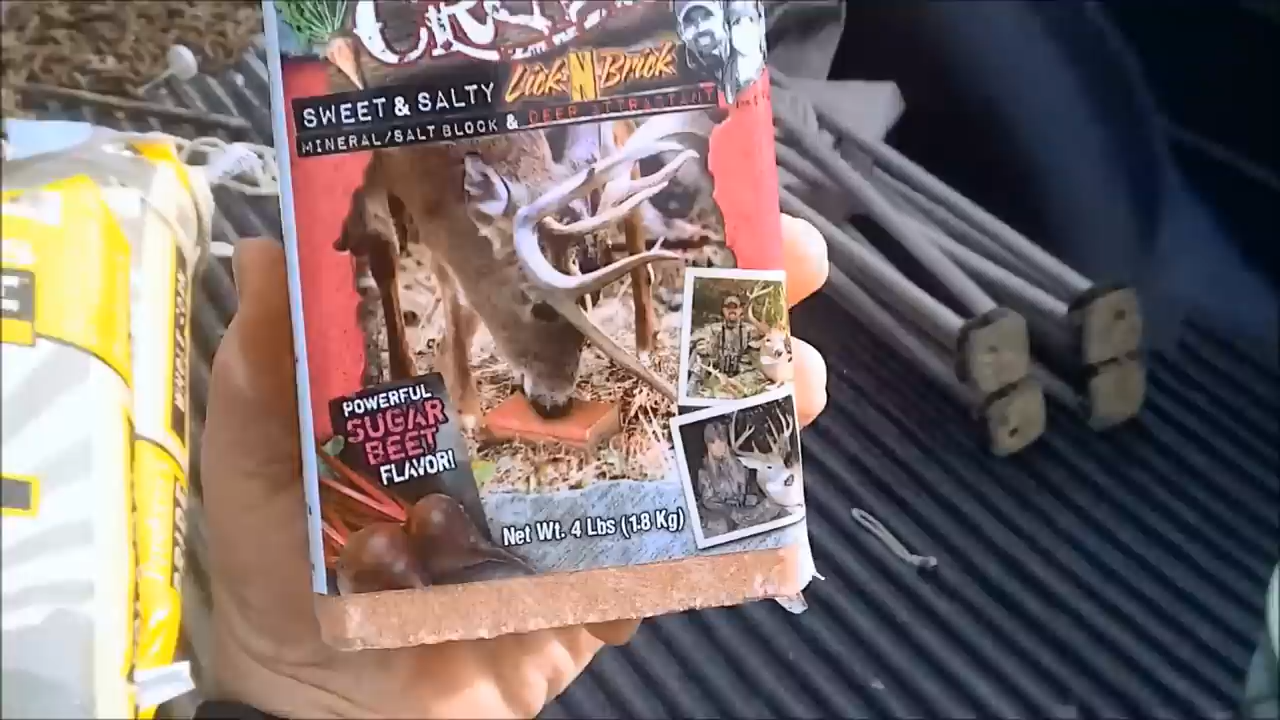 SWEET & SALTY Lick-N-Brick
MINERAL/SALT BLOCK & DEER ATTRACTANT
POWERFUL
SUGAR
BEET
FLAVOR!
Net Wt. 4 Lbs (1.8 Kg)